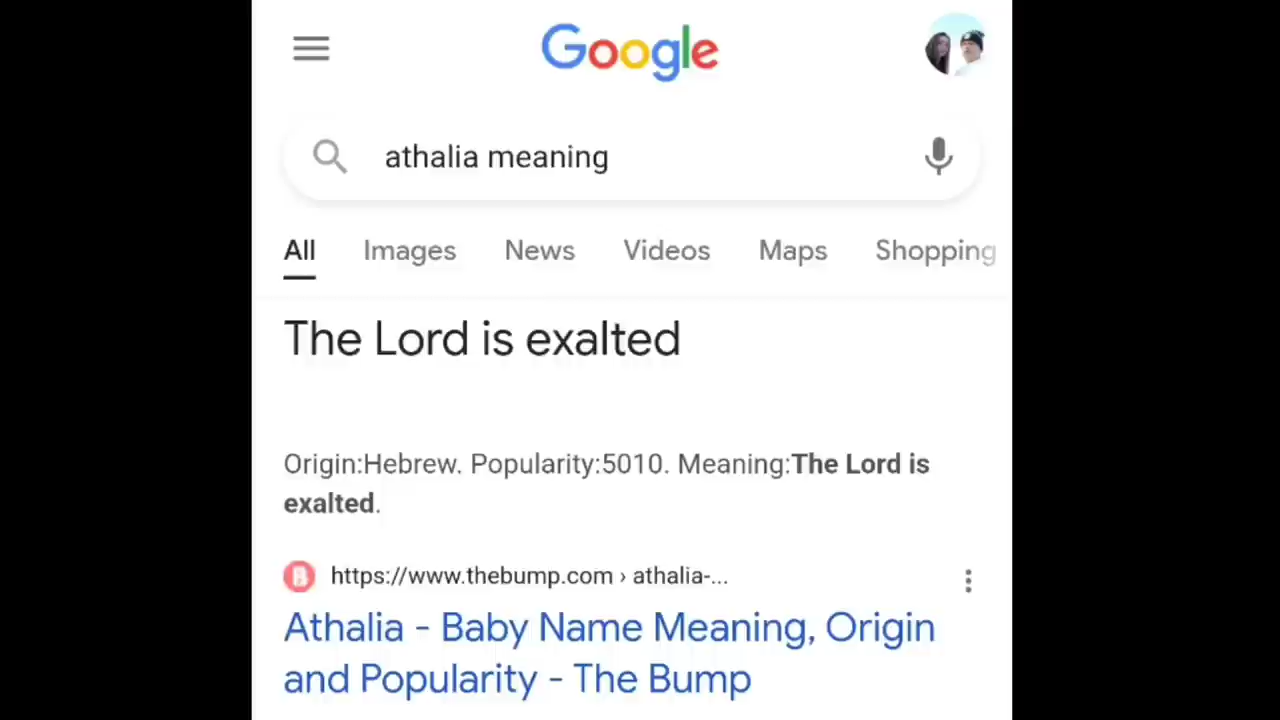 Google
athalia meaning
All Images News Videos Maps Shopping
The Lord is exalted
Origin:Hebrew. Popularity:5010. Meaning:The Lord is
exalted.
B https://www.thebump.com › athalia-...
Athalia - Baby Name Meaning, Origin
and Popularity - The Bump